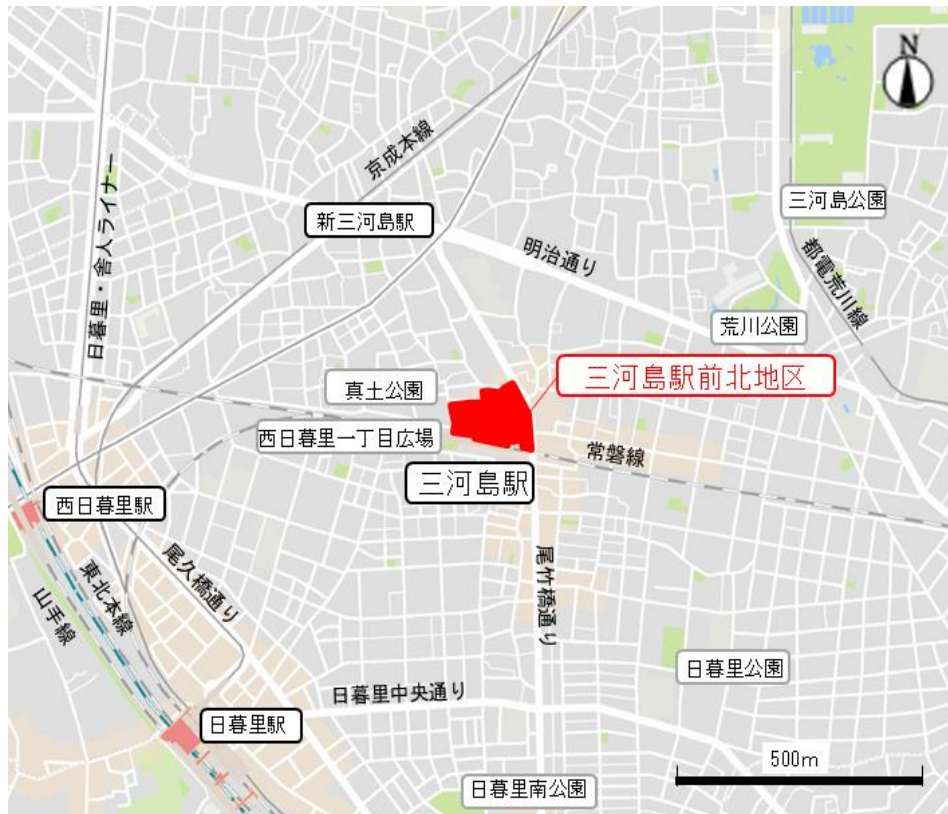 N
京成本線
三河島公園
新三河島駅
明治通り
都電荒川線
日暮里・舎人ライナー
荒川公園
三河島駅前北地区
真土公園
西日暮里一丁目広場
常磐線
三河島駅
西日暮里駅
尾久橋通り
尾竹橋通り
東北本線
山手線
日暮里公園
日暮里中央通り
日暮里駅
500m
日暮里南公園